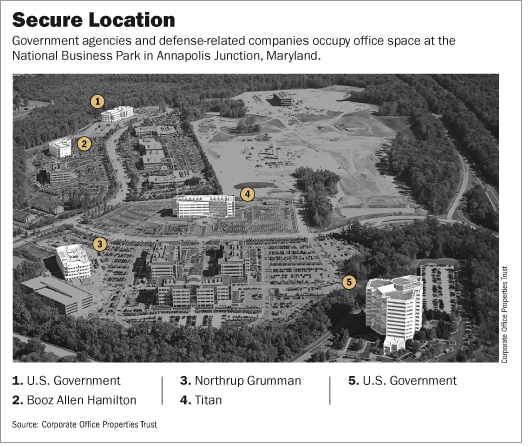 Secure Location
Government agencies and defense-related companies occupy office space at the
National Business Park in Annapolis Junction, Maryland.
1
2
4
3
5
Corporate Office Properties Trust
1. U.S. Government
2. Booz Allen Hamilton
3. Northrup Grumman
4. Titan
5. U.S. Government
Source: Corporate Office Properties Trust